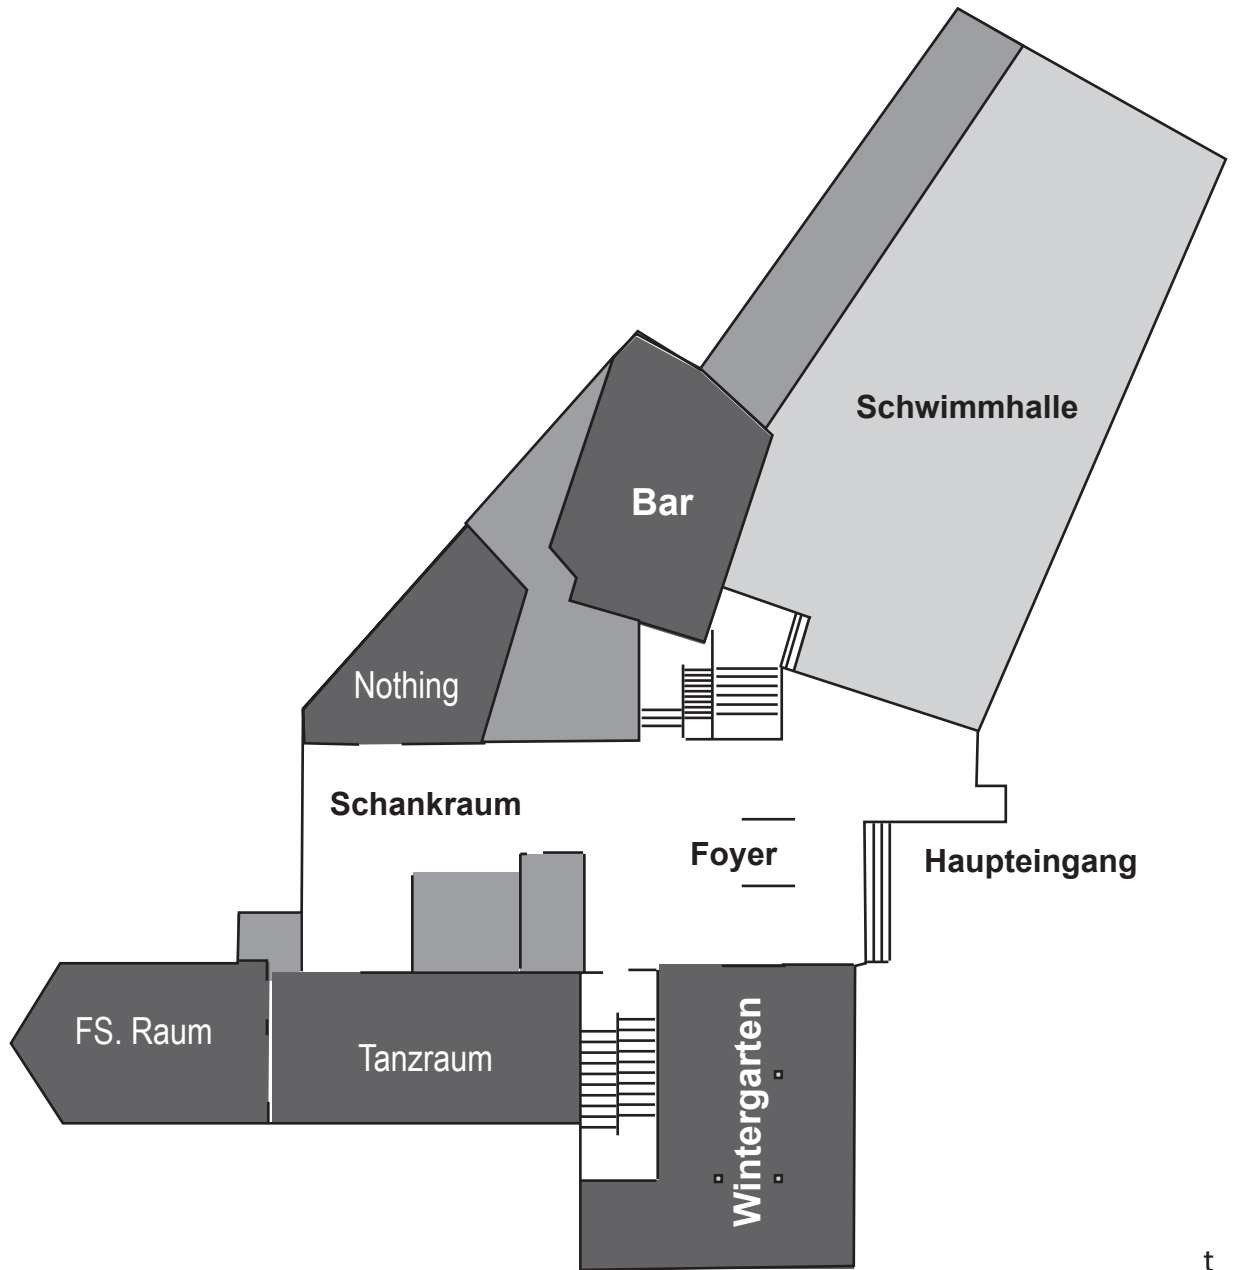 Schwimmhalle
Bar
Nothing
Schankraum
Foyer
Haupteingang
FS. Raum
Tanzraum
Wintergarten
t